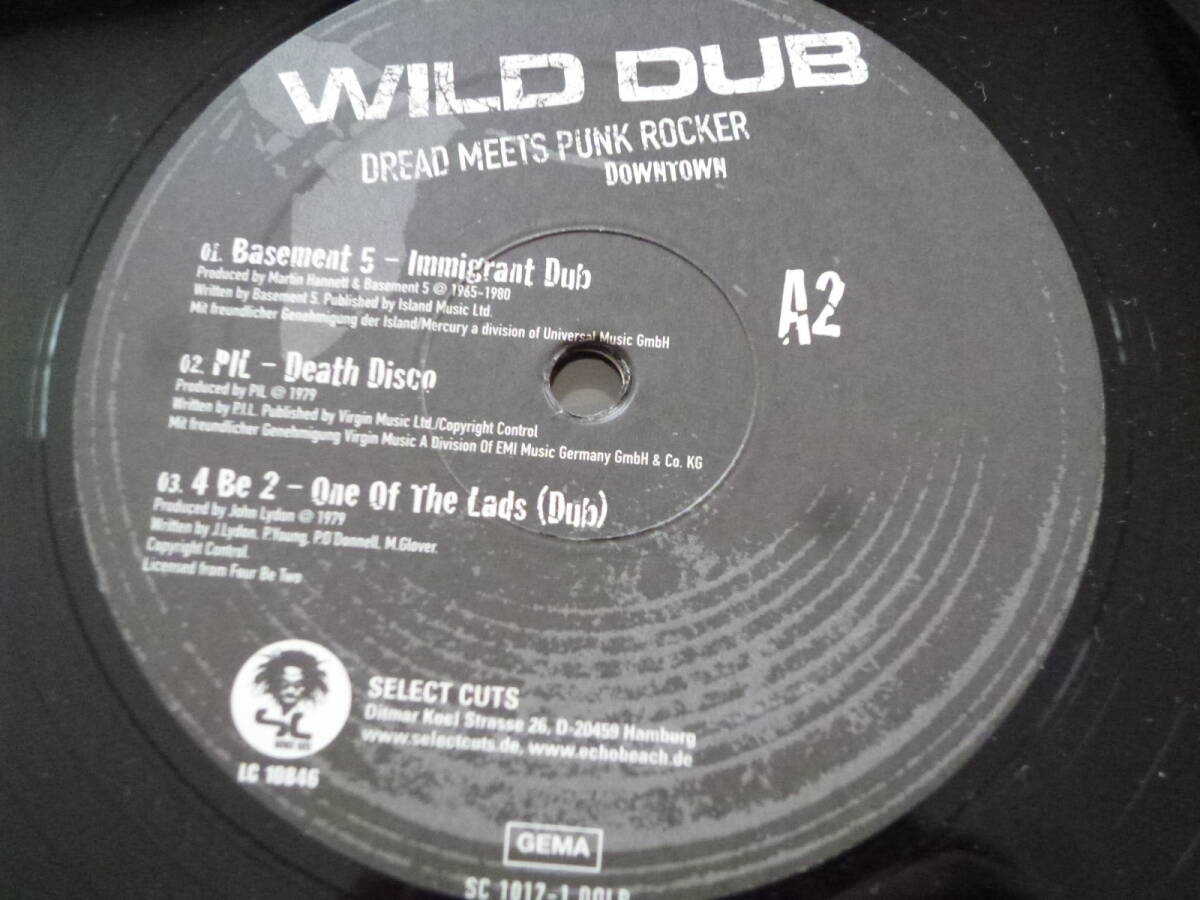 WILD DUB
DREAD MEETS PUNK ROCKER
DOWNTOWN
01. Basement 5 - Immigrant Dub
Produced by Martin Hannett & Basement 5 @ 1965-1980
Written by Basement 5. Published by Island Music Ltd.
Mit freundlicher Genehmigung der Island/Mercury a division of Universal Music GmbH
A2
02. PIL - Death Disco
Produced by PIL @ 1979
Written by P.I.L. Published by Virgin Music Ltd./Copyright Control
Mit freundlicher Genehmigung Virgin Music A Division Of EMI Music Germany GmbH & Co. KG
03. 4 Be 2 - One Of The Lads (Dub)
Produced by John Lydon @ 1979
Written by J.Lydon, P.Young, P.O'Donnell, M.Glover.
Copyright Control.
Licensed from Four Be Two
SELECT CUTS
Ditmar Koel Strasse 26, D-20459 Hamburg
www.selectcuts.de, www.echobeach.de
LC 10846
GEMA
SC 1017-1